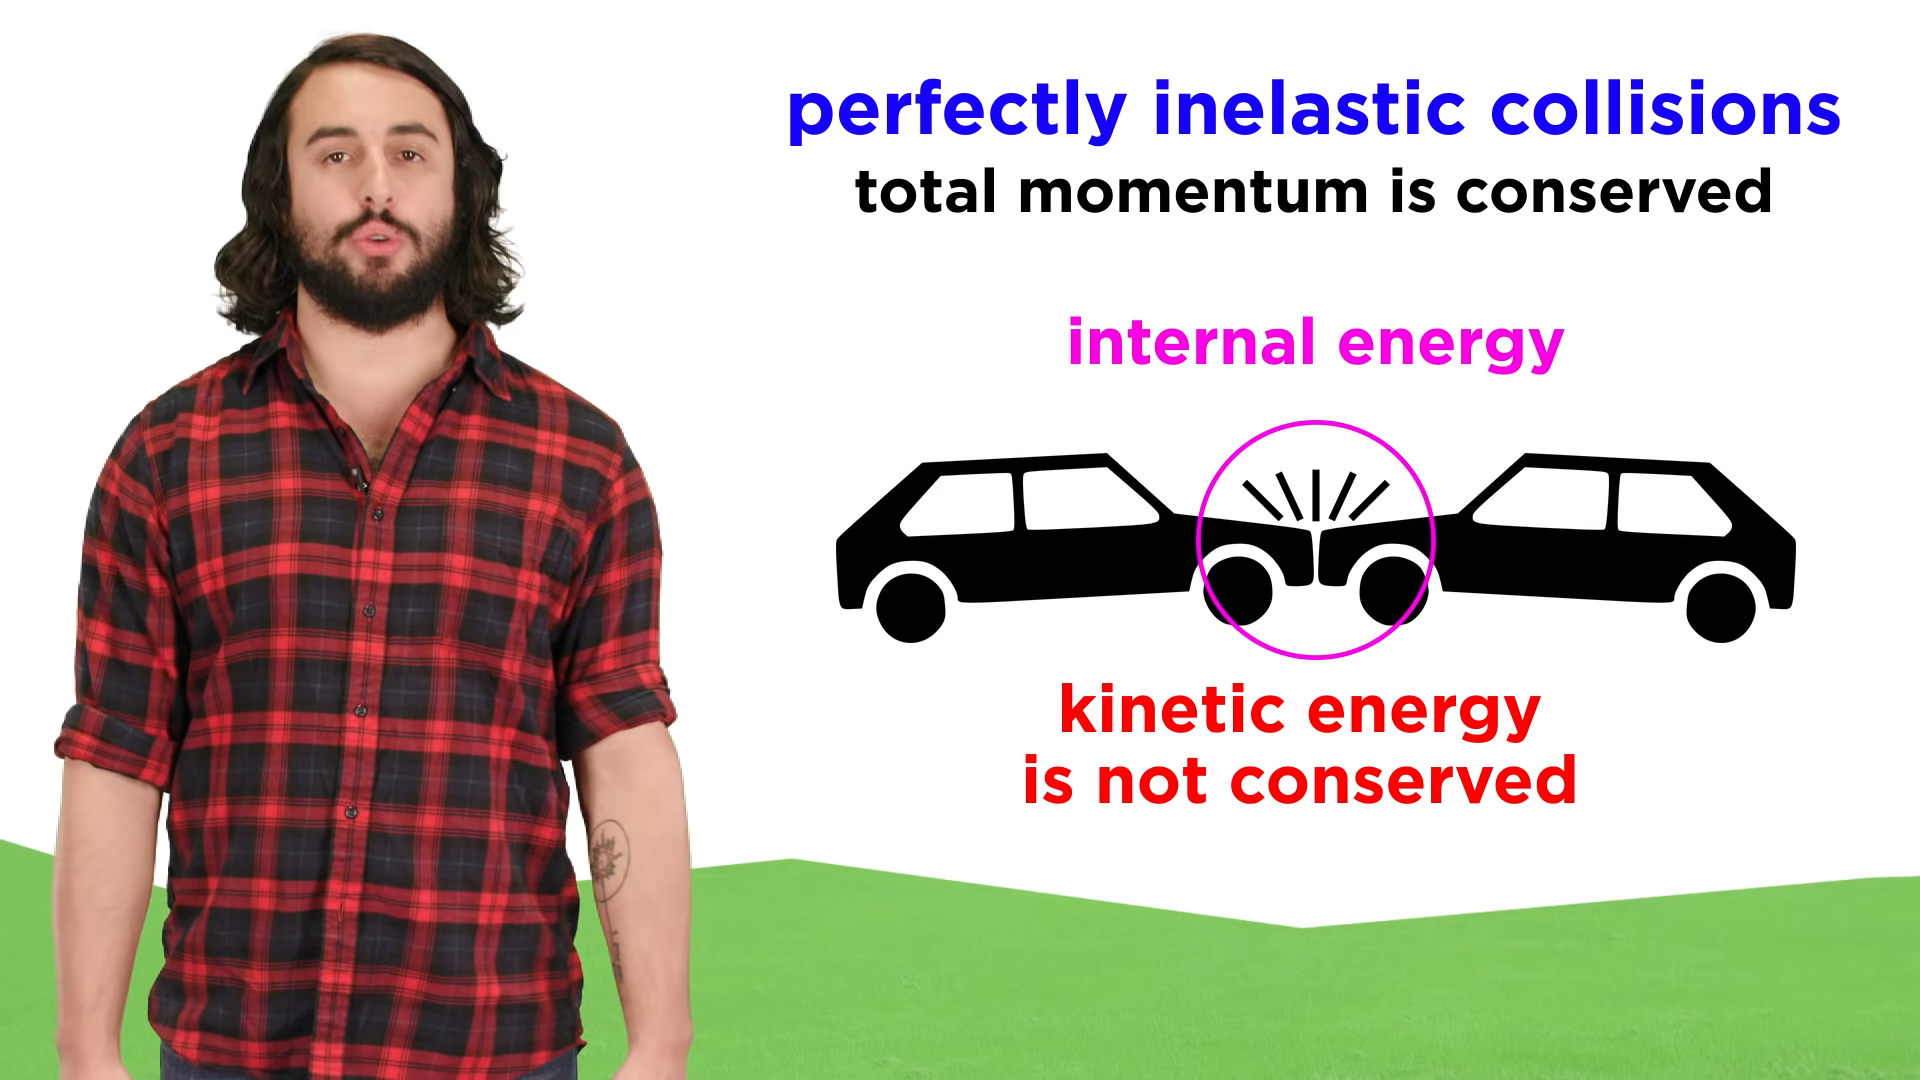 perfectly inelastic collisions
total momentum is conserved
internal energy
kinetic energy
is not conserved